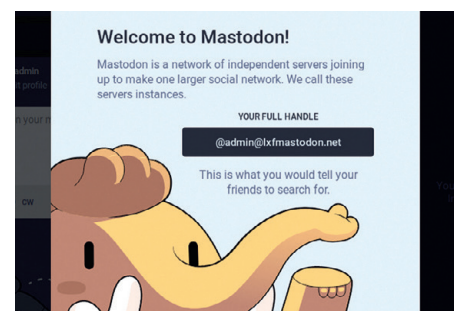 Welcome to Mastodon!
Mastodon is a network of independent servers joining
up to make one larger social network. We call these
servers instances.
YOUR FULL HANDLE
@admin@lxfmastodon.net
This is what you would tell your
friends to search for.
admin
CW